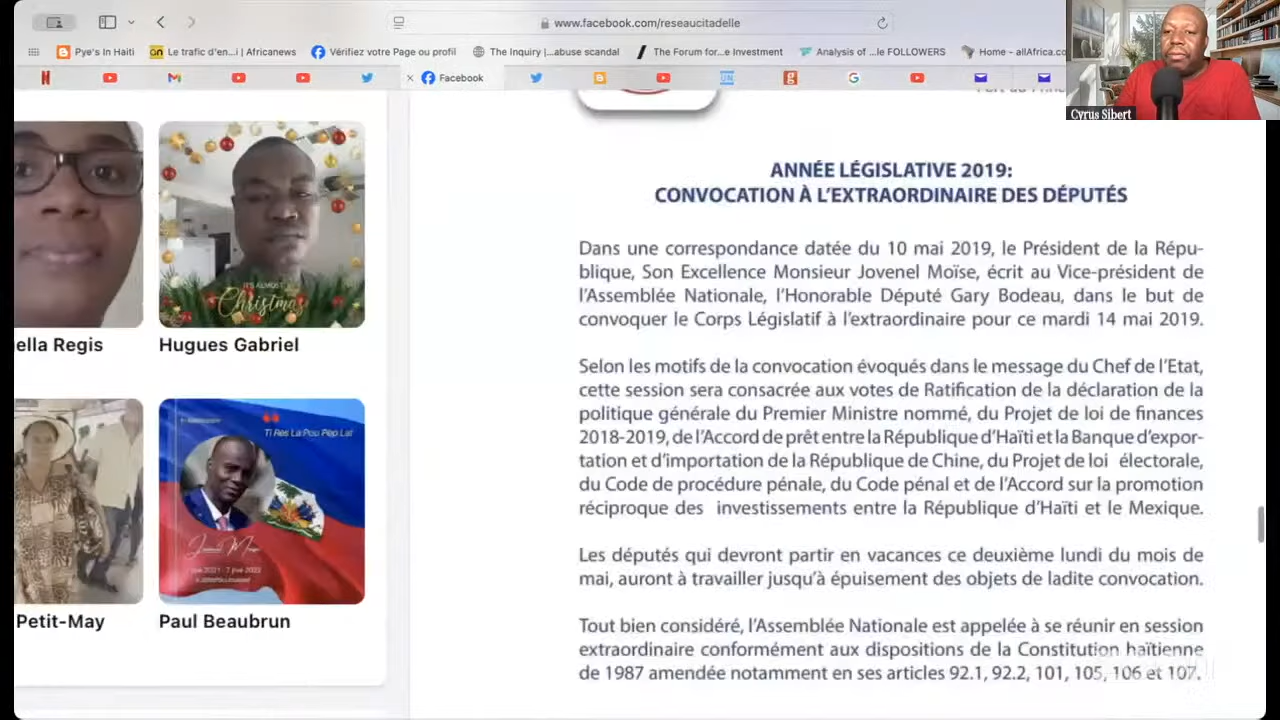 www.facebook.com/reseaucitadelle
Pye's In Haiti
Le trafic d'en...i | Africanews
Vérifiez votre Page ou profil
The Inquiry |...abuse scandal
The Forum for...e Investment
Analysis of ...le FOLLOWERS
Home - allAfrica.co
Facebook
Cyrus Sibert
ANNÉE LÉGISLATIVE 2019:
CONVOCATION À L'EXTRAORDINAIRE DES DÉPUTÉS
Dans une correspondance datée du 10 mai 2019, le Président de la Répu-
blique, Son Excellence Monsieur Jovenel Moïse, écrit au Vice-président de
l'Assemblée Nationale, l'Honorable Député Gary Bodeau, dans le but de
convoquer le Corps Législatif à l'extraordinaire pour ce mardi 14 mai 2019.
Selon les motifs de la convocation évoqués dans le message du Chef de l'Etat,
cette session sera consacrée aux votes de Ratification de la déclaration de la
politique générale du Premier Ministre nommé, du Projet de loi de finances
2018-2019, de l'Accord de prêt entre la République d'Haïti et la Banque d'expor-
tation et d'importation de la République de Chine, du Projet de loi électorale,
du Code de procédure pénale, du Code pénal et de l'Accord sur la promotion
réciproque des investissements entre la République d'Haïti et le Mexique.
Les députés qui devront partir en vacances ce deuxième lundi du mois de
mai, auront à travailler jusqu'à épuisement des objets de ladite convocation.
Tout bien considéré, l'Assemblée Nationale est appelée à se réunir en session
extraordinaire conformément aux dispositions de la Constitution haïtienne
de 1987 amendée notamment en ses articles 92.1, 92.2, 101, 105, 106 et 107.
IT'S ALMOST
Christmas
ella Regis
Hugues Gabriel
Ti Res La Pou Pep Lat
Petit-May
Paul Beaubrun